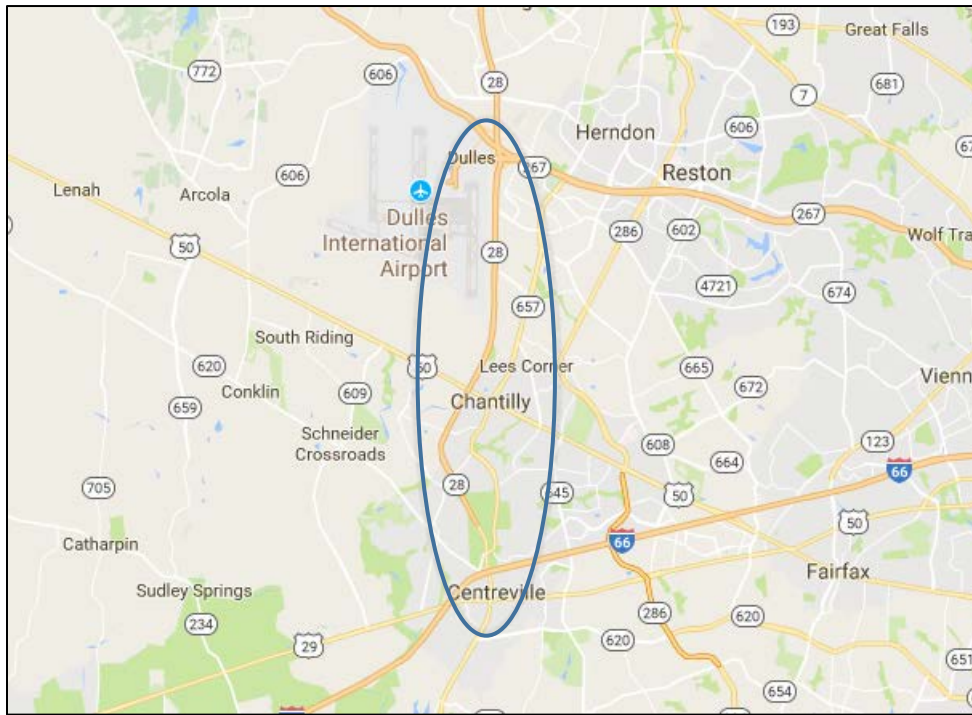 193
Great Falls
772
606
28
681
7
Herndon
606
Dulles
267
Reston
606
Lenah
Arcola
Dulles
International
Airport
267
286
602
50
28
Wolf Tra
4721
674
657
South Riding
620
50
Lees Corner
665
Vienn
Conklin
609
672
659
Chantilly
Schneider
Crossroads
608
123
664
66
705
28
645
50
50
Catharpin
66
Fairfax
Sudley Springs
Centreville
234
286
620
29
620
651
654